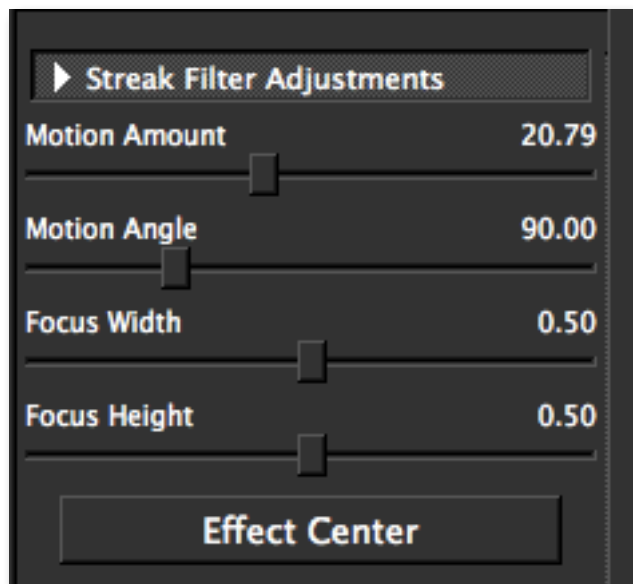 Streak Filter Adjustments
Motion Amount 20.79
Motion Angle 90.00
Focus Width 0.50
Focus Height 0.50
Effect Center